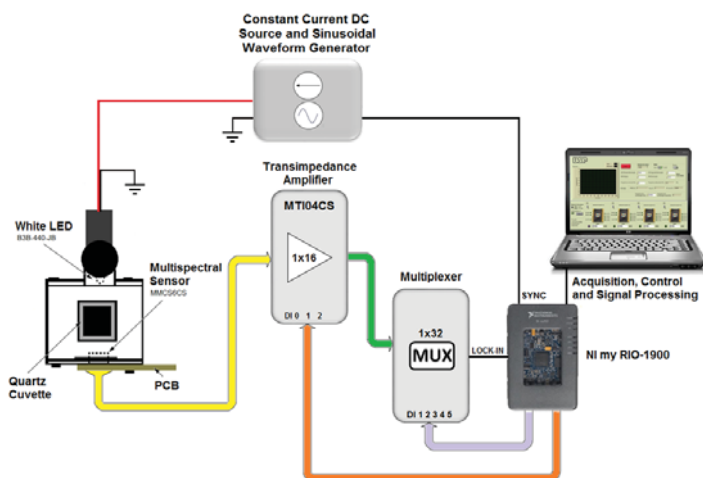 Constant Current DC
Source and Sinusoidal
Waveform Generator
Transimpedance
Amplifier
MTI04CS
1x16
DI 0 1 2
White LED
B3B-440-JB
Multispectral
Sensor
MMCS6CS
Quartz
Cuvette
PCB
Multiplexer
1x32
MUX
DI 1 2 3 4 5
LOCK-IN
SYNC
Acquisition, Control
and Signal Processing
NI my RIO-1900